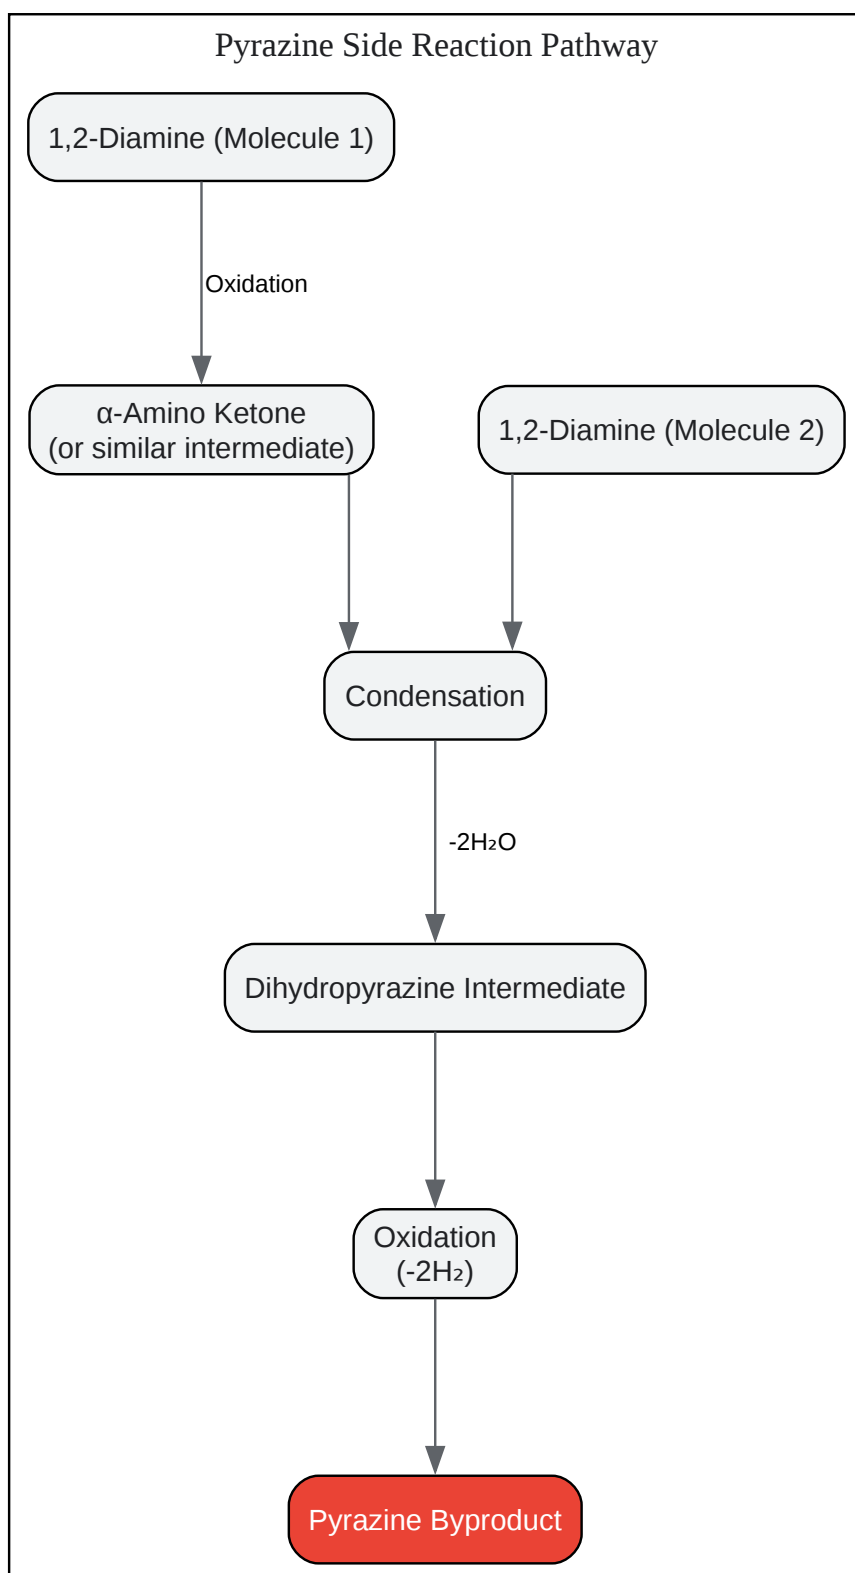 Pyrazine Side Reaction Pathway
1,2-Diamine (Molecule 1)
Oxidation
α-Amino Ketone
(or similar intermediate)
1,2-Diamine (Molecule 2)
Condensation
-2H₂O
Dihydropyrazine Intermediate
Oxidation
(-2H₂)
Pyrazine Byproduct